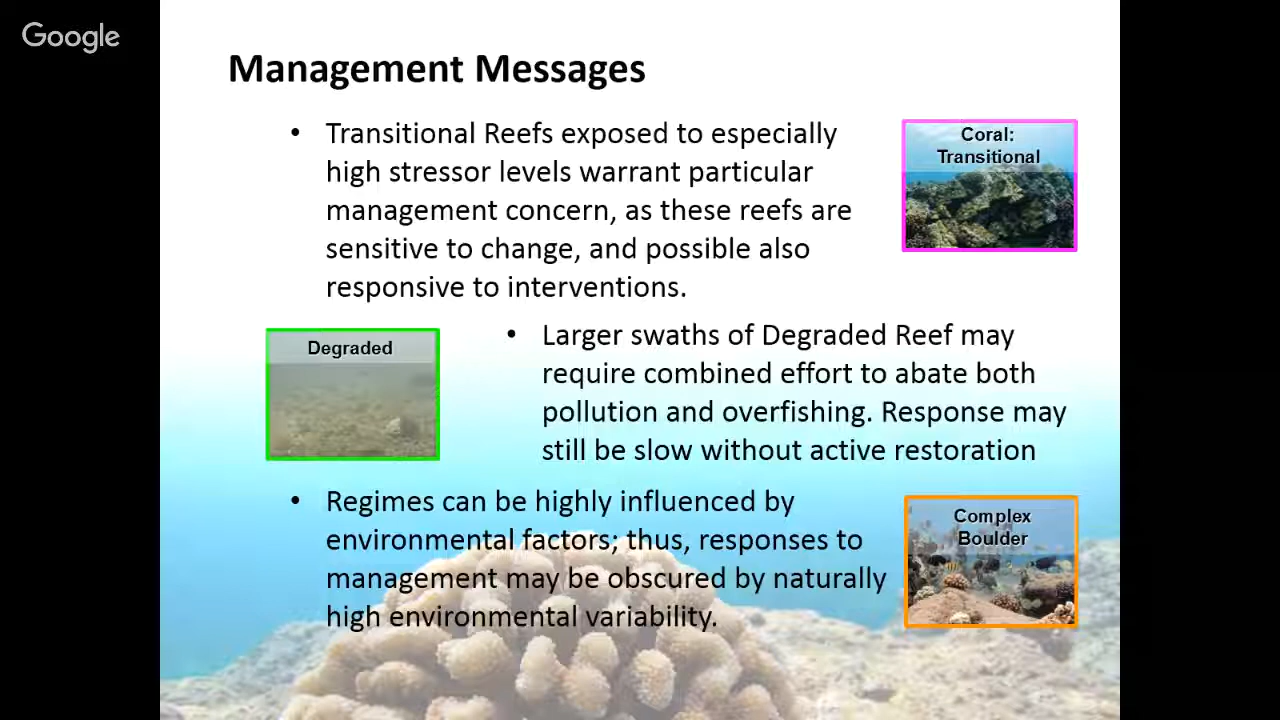 Google
Management Messages
• Transitional Reefs exposed to especially
high stressor levels warrant particular
management concern, as these reefs are
sensitive to change, and possible also
responsive to interventions.
Coral:
Transitional
Degraded
• Larger swaths of Degraded Reef may
require combined effort to abate both
pollution and overfishing. Response may
still be slow without active restoration
• Regimes can be highly influenced by
environmental factors; thus, responses to
management may be obscured by naturally
high environmental variability.
Complex
Boulder